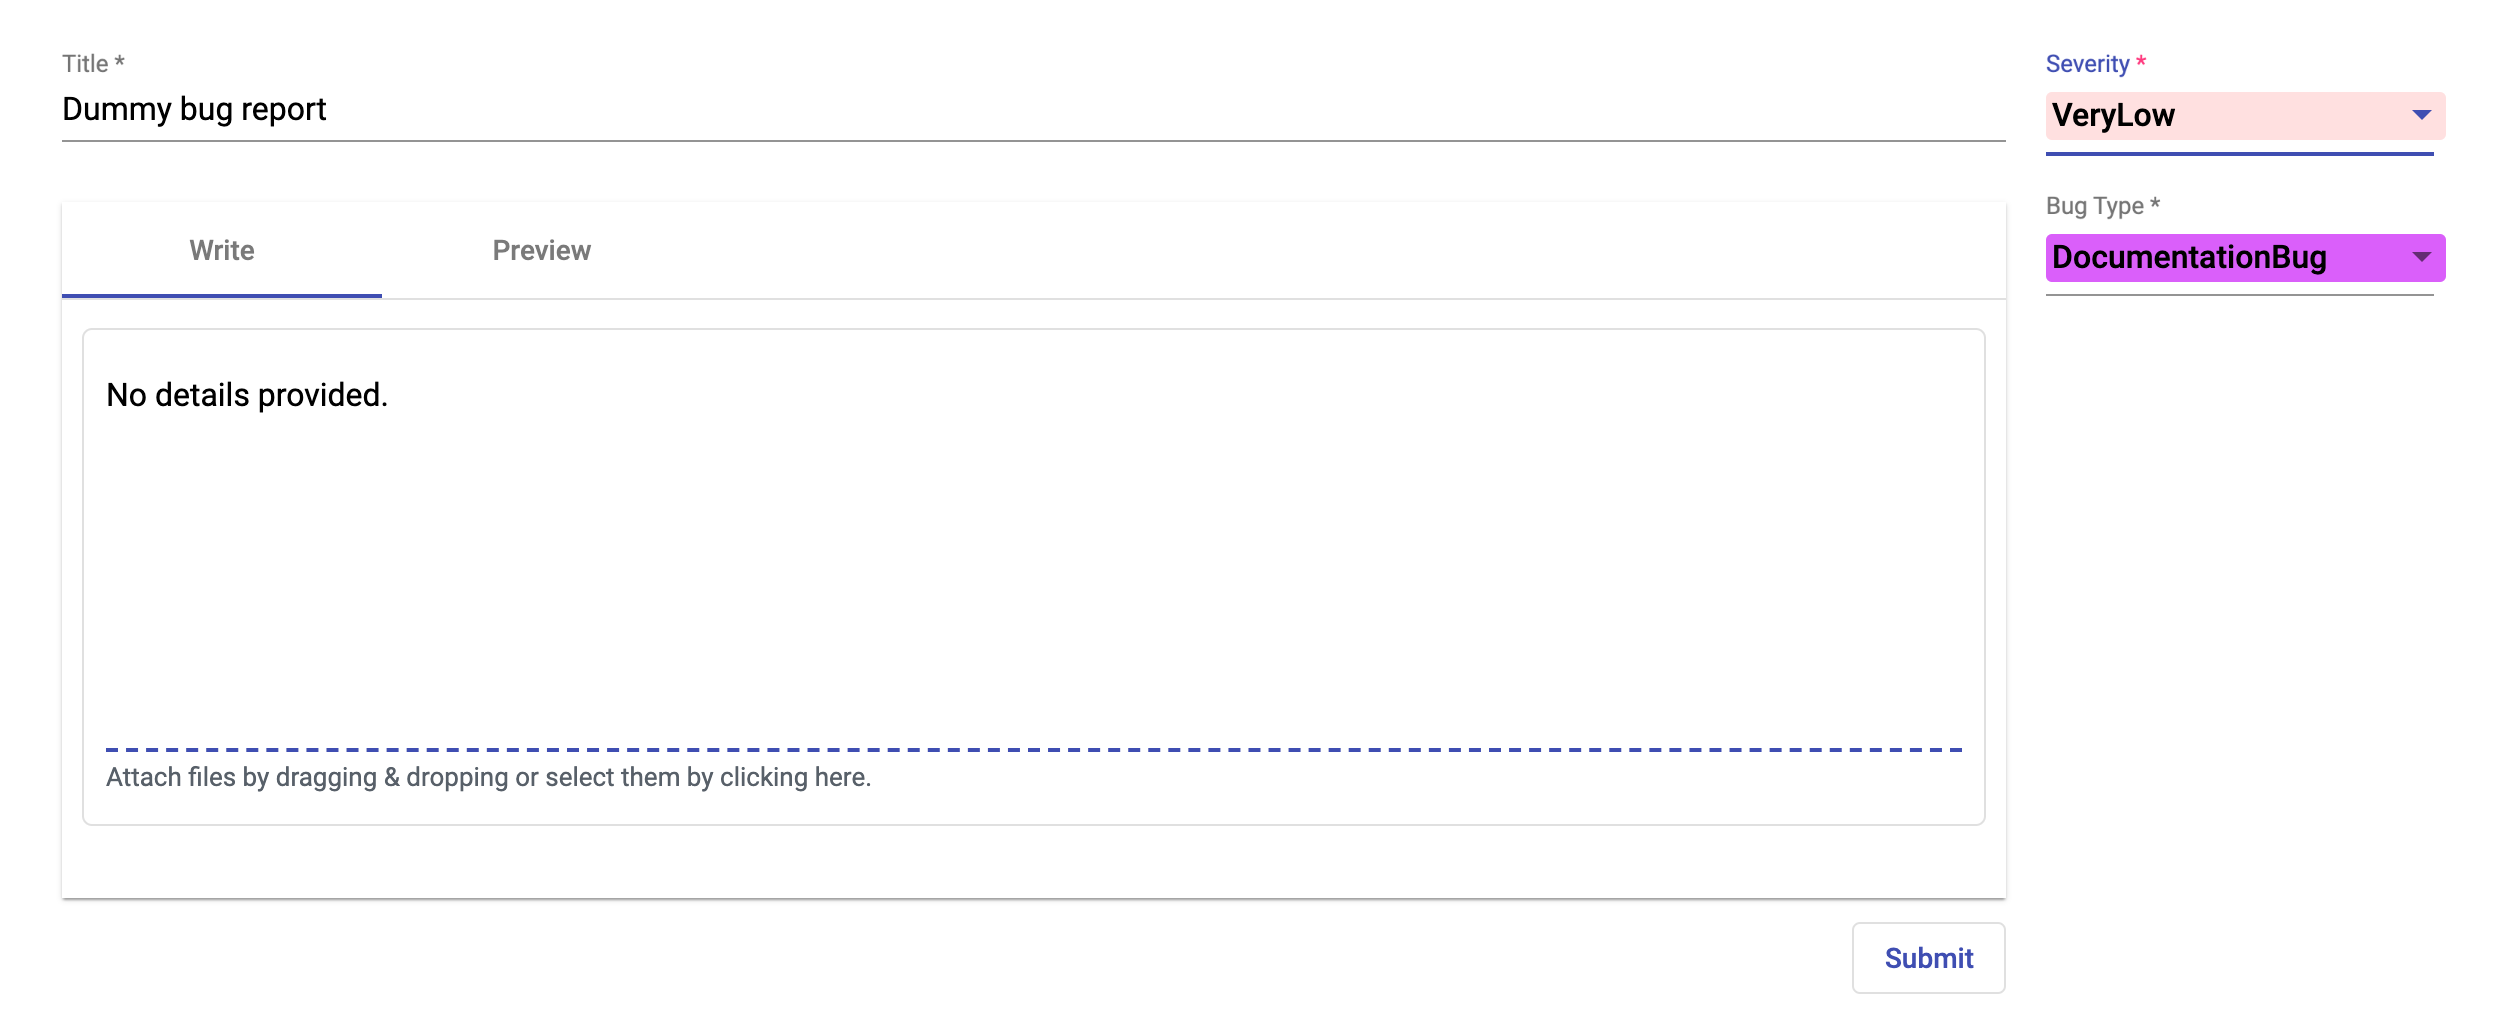 Title *
Dummy bug report
Severity *
VeryLow
Bug Type *
DocumentationBug
Write
Preview
No details provided.
Attach files by dragging & dropping or select them by clicking here.
Submit